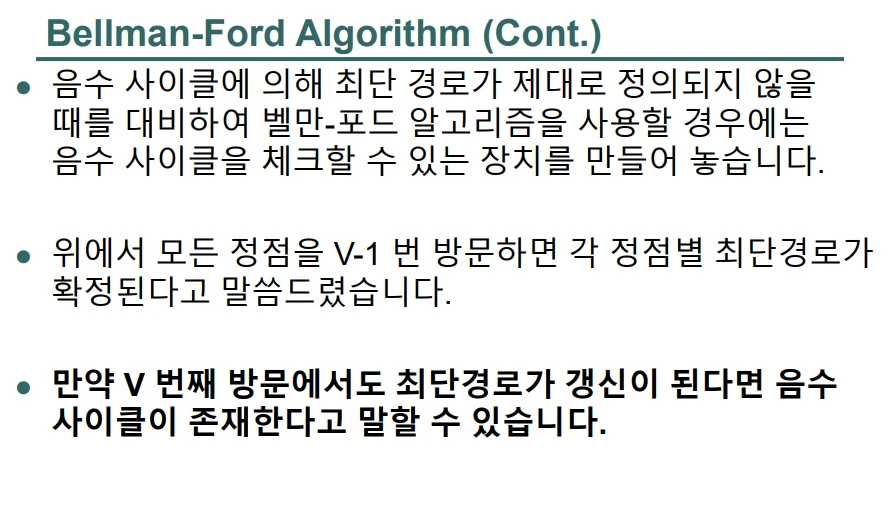 Bellman-Ford Algorithm (Cont.)
● 음수 사이클에 의해 최단 경로가 제대로 정의되지 않을
때를 대비하여 벨만-포드 알고리즘을 사용할 경우에는
음수 사이클을 체크할 수 있는 장치를 만들어 놓습니다.
● 위에서 모든 정점을 V-1 번 방문하면 각 정점별 최단경로가
확정된다고 말씀드렸습니다.
● 만약 V 번째 방문에서도 최단경로가 갱신이 된다면 음수
사이클이 존재한다고 말할 수 있습니다.